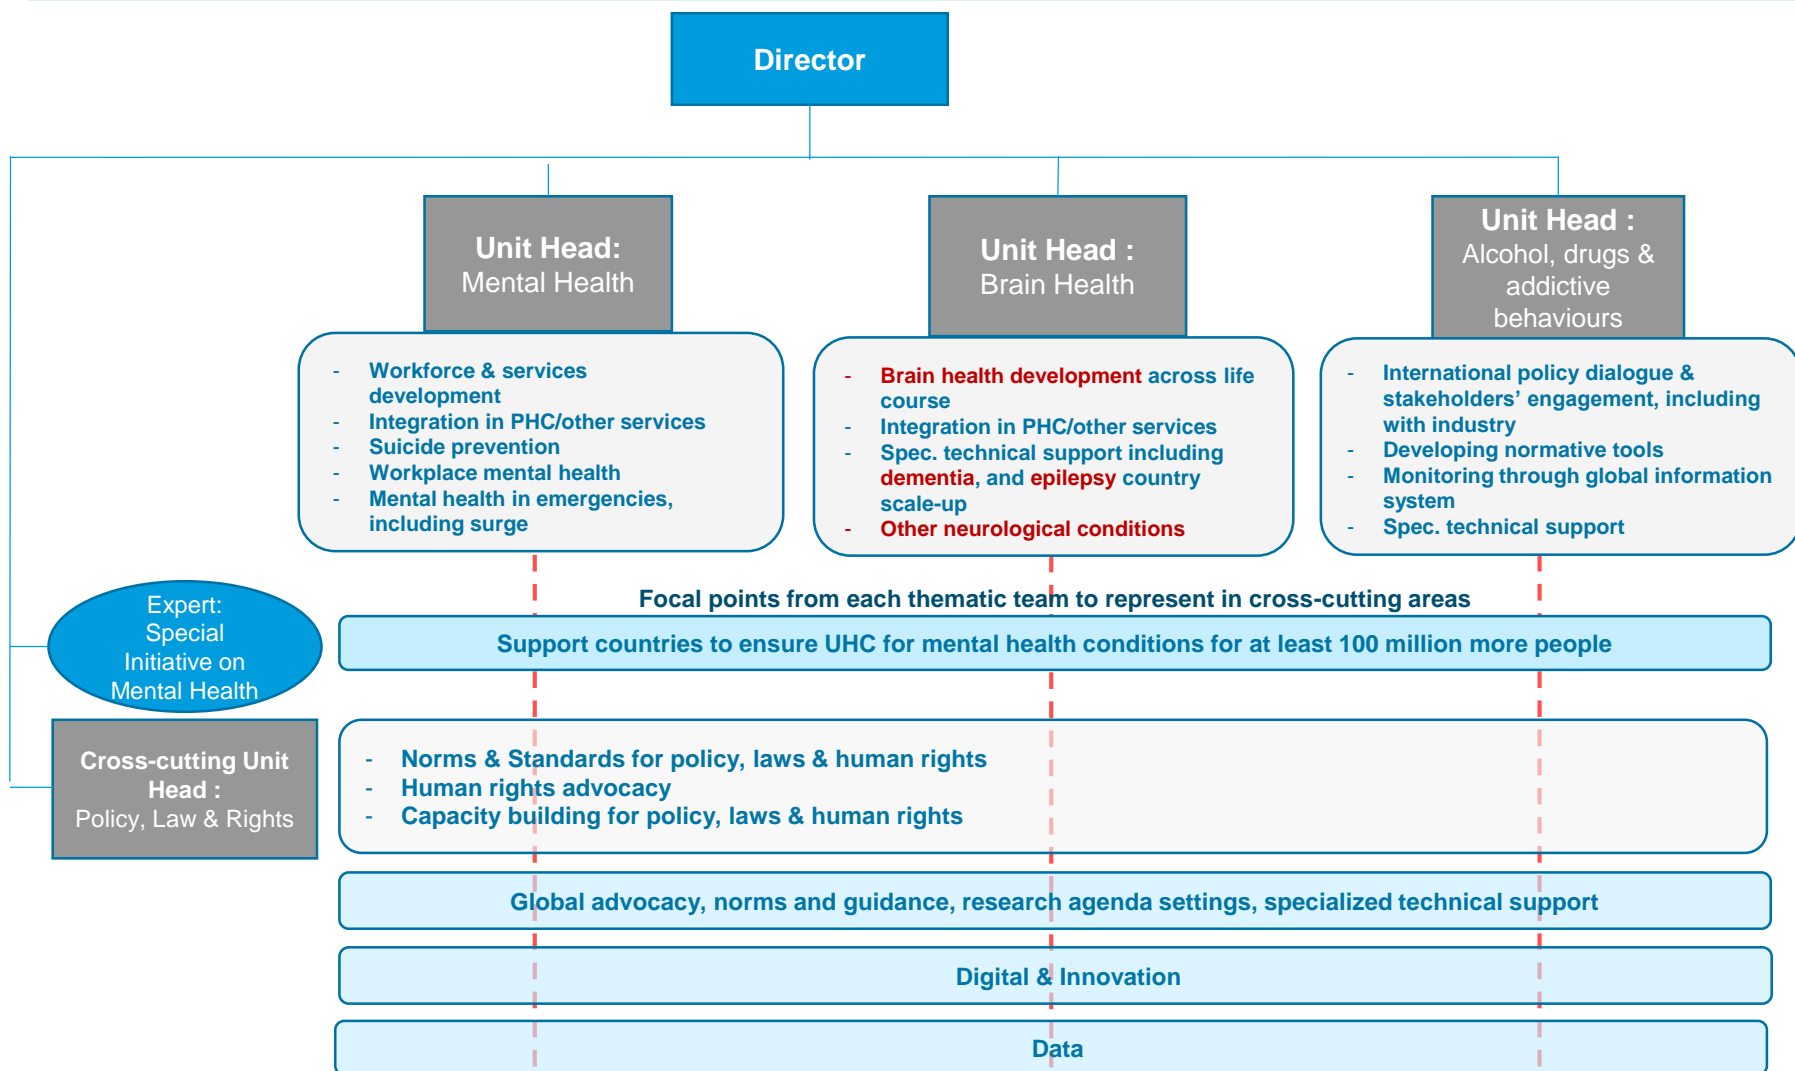 Director
Unit Head:
Mental Health
Unit Head :
Brain Health
Unit Head :
Alcohol, drugs &
addictive
behaviours
- Workforce & services
development
- Integration in PHC/other services
- Suicide prevention
- Workplace mental health
- Mental health in emergencies,
including surge
- Brain health development across life
course
- Integration in PHC/other services
- Spec. technical support including
dementia, and epilepsy country
scale-up
- Other neurological conditions
- International policy dialogue &
stakeholders’ engagement, including
with industry
- Developing normative tools
- Monitoring through global information
system
- Spec. technical support
Focal points from each thematic team to represent in cross-cutting areas
Expert:
Special
Initiative on
Mental Health
Support countries to ensure UHC for mental health conditions for at least 100 million more people
Cross-cutting Unit
Head :
Policy, Law & Rights
- Norms & Standards for policy, laws & human rights
- Human rights advocacy
- Capacity building for policy, laws & human rights
Global advocacy, norms and guidance, research agenda settings, specialized technical support
Digital & Innovation
Data